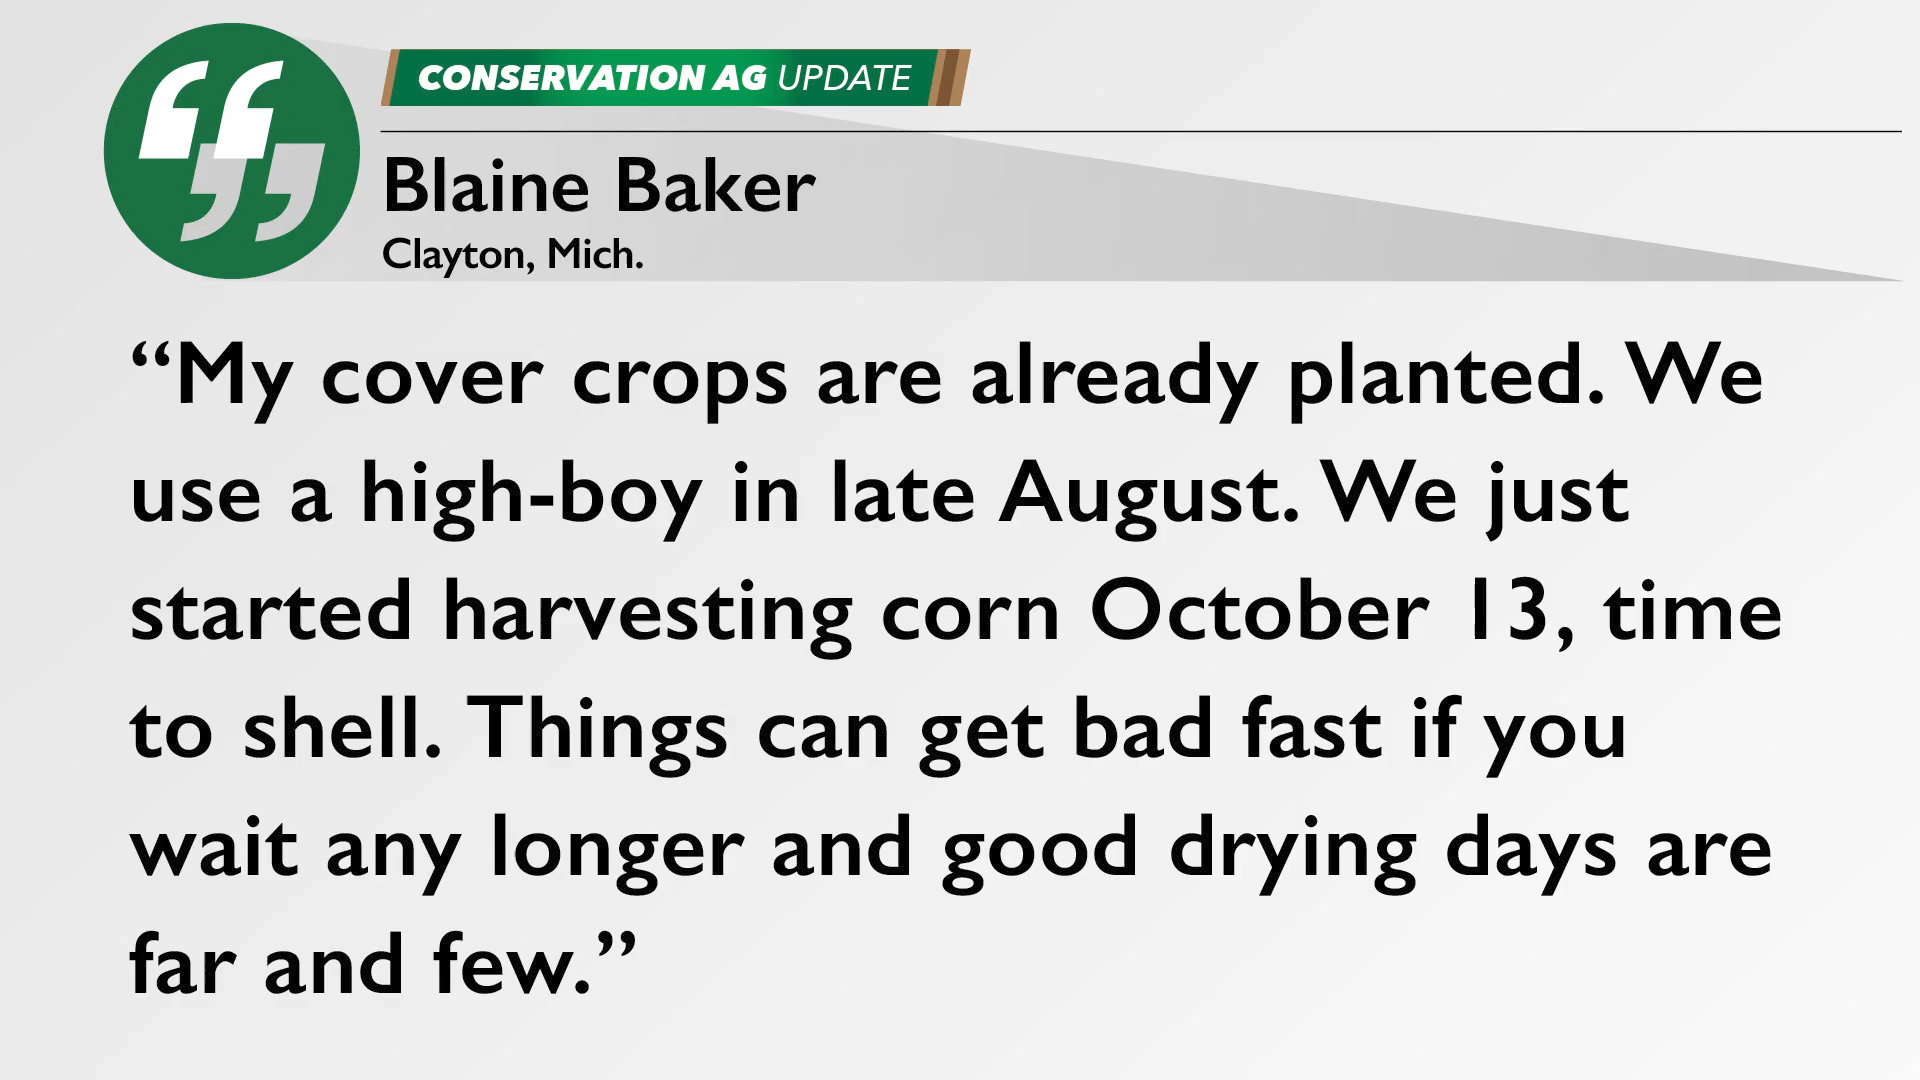 CONSERVATION AG UPDATE
Blaine Baker
Clayton, Mich.
“My cover crops are already planted. We
use a high-boy in late August. We just
started harvesting corn October 13, time
to shell. Things can get bad fast if you
wait any longer and good drying days are
far and few.”